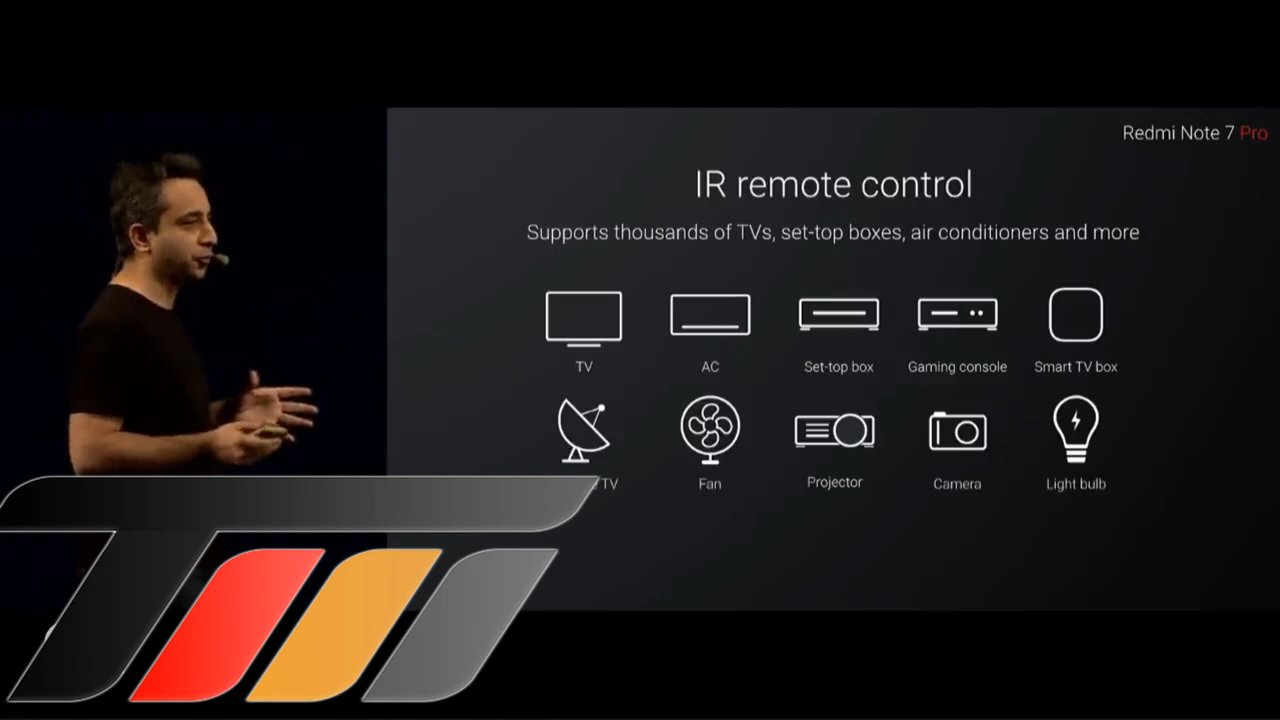 Redmi Note 7 Pro
IR remote control
Supports thousands of TVs, set-top boxes, air conditioners and more
TV
AC
Set-top box
Gaming console
Smart TV box
TV
Fan
Projector
Camera
Light bulb